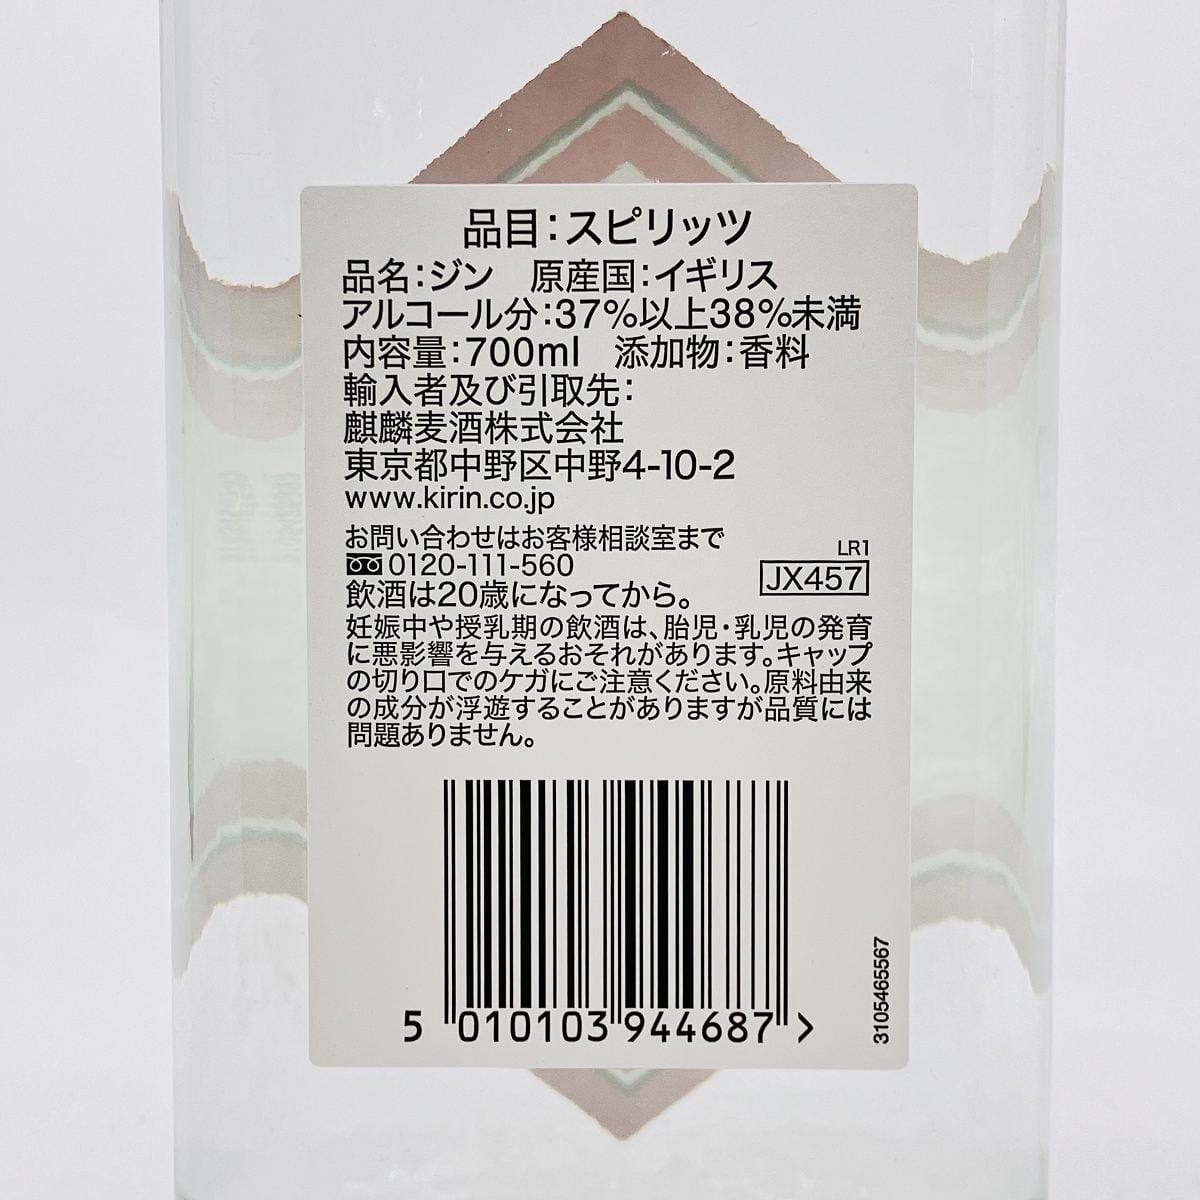 品目：スピリッツ
品名：ジン　原産国：イギリス
アルコール分：37%以上38%未満
内容量：700ml　添加物：香料
輸入者及び引取先：
麒麟麦酒株式会社
東京都中野区中野4-10-2
www.kirin.co.jp
お問い合わせはお客様相談室まで
0120-111-560
LR1
JX457
飲酒は20歳になってから。
妊娠中や授乳期の飲酒は、胎児・乳児の発育
に悪影響を与えるおそれがあります。キャップ
の切り口でのケガにご注意ください。原料由来
の成分が浮遊することがありますが品質には
問題ありません。
5 010103 944687 >
3105465567